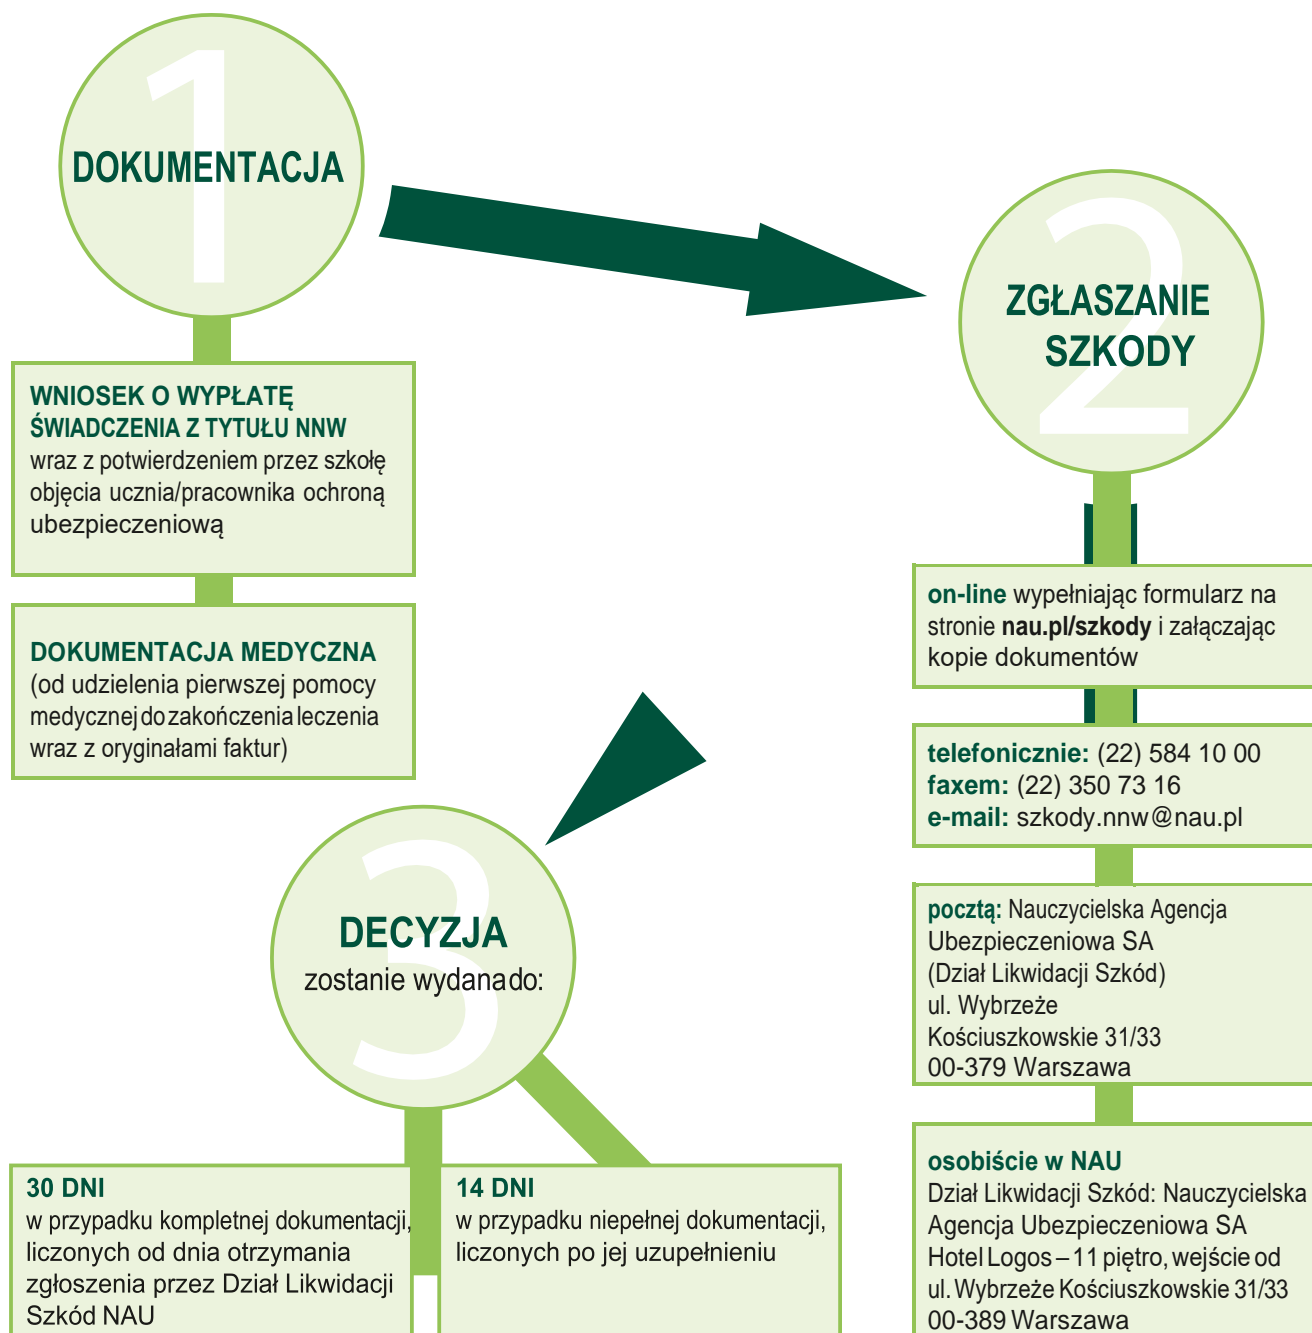 1
DOKUMENTACJA
WNIOSEK O WYPŁATĘ
ŚWIADCZENIA Z TYTUŁU NNW
wraz z potwierdzeniem przez szkołę
objęcia ucznia/pracownika ochroną
ubezpieczeniową
DOKUMENTACJA MEDYCZNA
(od udzielenia pierwszej pomocy
medycznej do zakończenia leczenia
wraz z oryginałami faktur)
2
ZGŁASZANIE
SZKODY
on-line wypełniając formularz na
stronie nau.pl/szkody i załączając
kopie dokumentów
telefonicznie: (22) 584 10 00
faxem: (22) 350 73 16
e-mail: szkody.nnw@nau.pl
pocztą: Nauczycielska Agencja
Ubezpieczeniowa SA
(Dział Likwidacji Szkód)
ul. Wybrzeże
Kościuszkowskie 31/33
00-379 Warszawa
osobiście w NAU
Dział Likwidacji Szkód: Nauczycielska
Agencja Ubezpieczeniowa SA
Hotel Logos – 11 piętro, wejście od
ul. Wybrzeże Kościuszkowskie 31/33
00-389 Warszawa
3
DECYZJA
zostanie wydana do:
30 DNI
w przypadku kompletnej dokumentacji,
liczonych od dnia otrzymania
zgłoszenia przez Dział Likwidacji
Szkód NAU
14 DNI
w przypadku niepełnej dokumentacji,
liczonych po jej uzupełnieniu